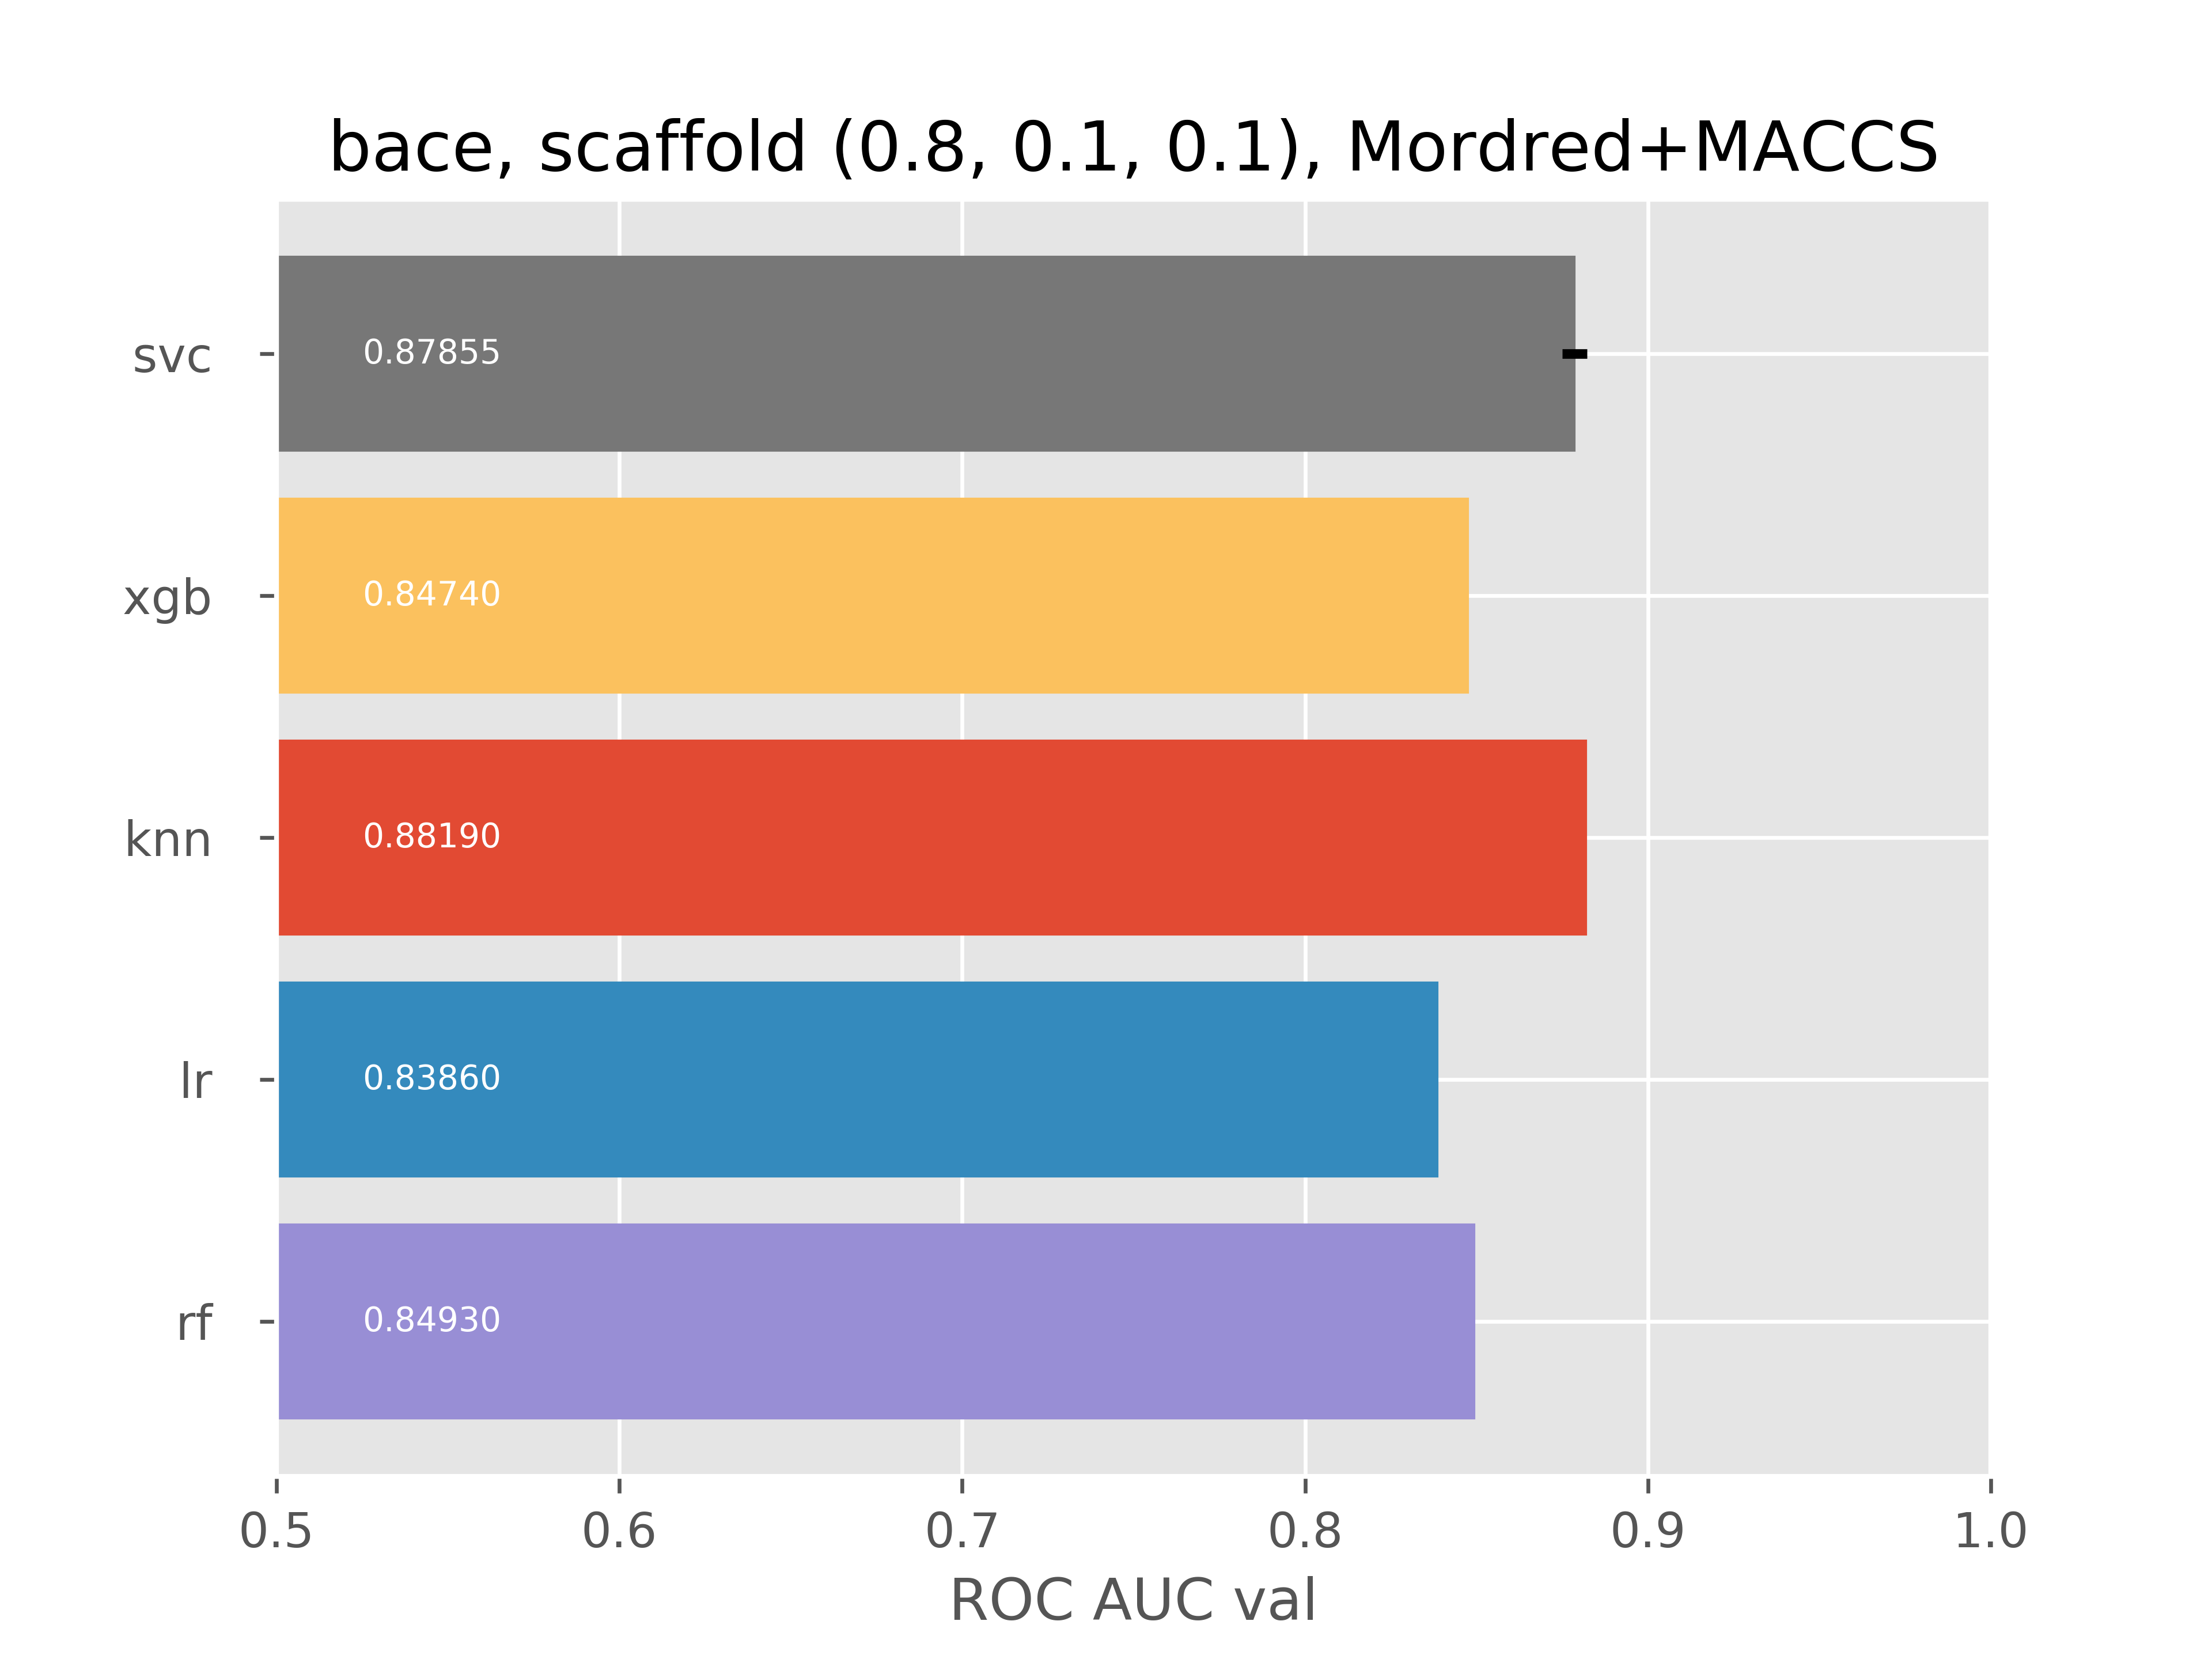 bace, scaffold (0.8, 0.1, 0.1), Mordred+MACCS
svc
0.87855
xgb
0.84740
knn
0.88190
lr
0.83860
rf
0.84930
0.5 0.6 0.7 0.8 0.9 1.0
ROC AUC val